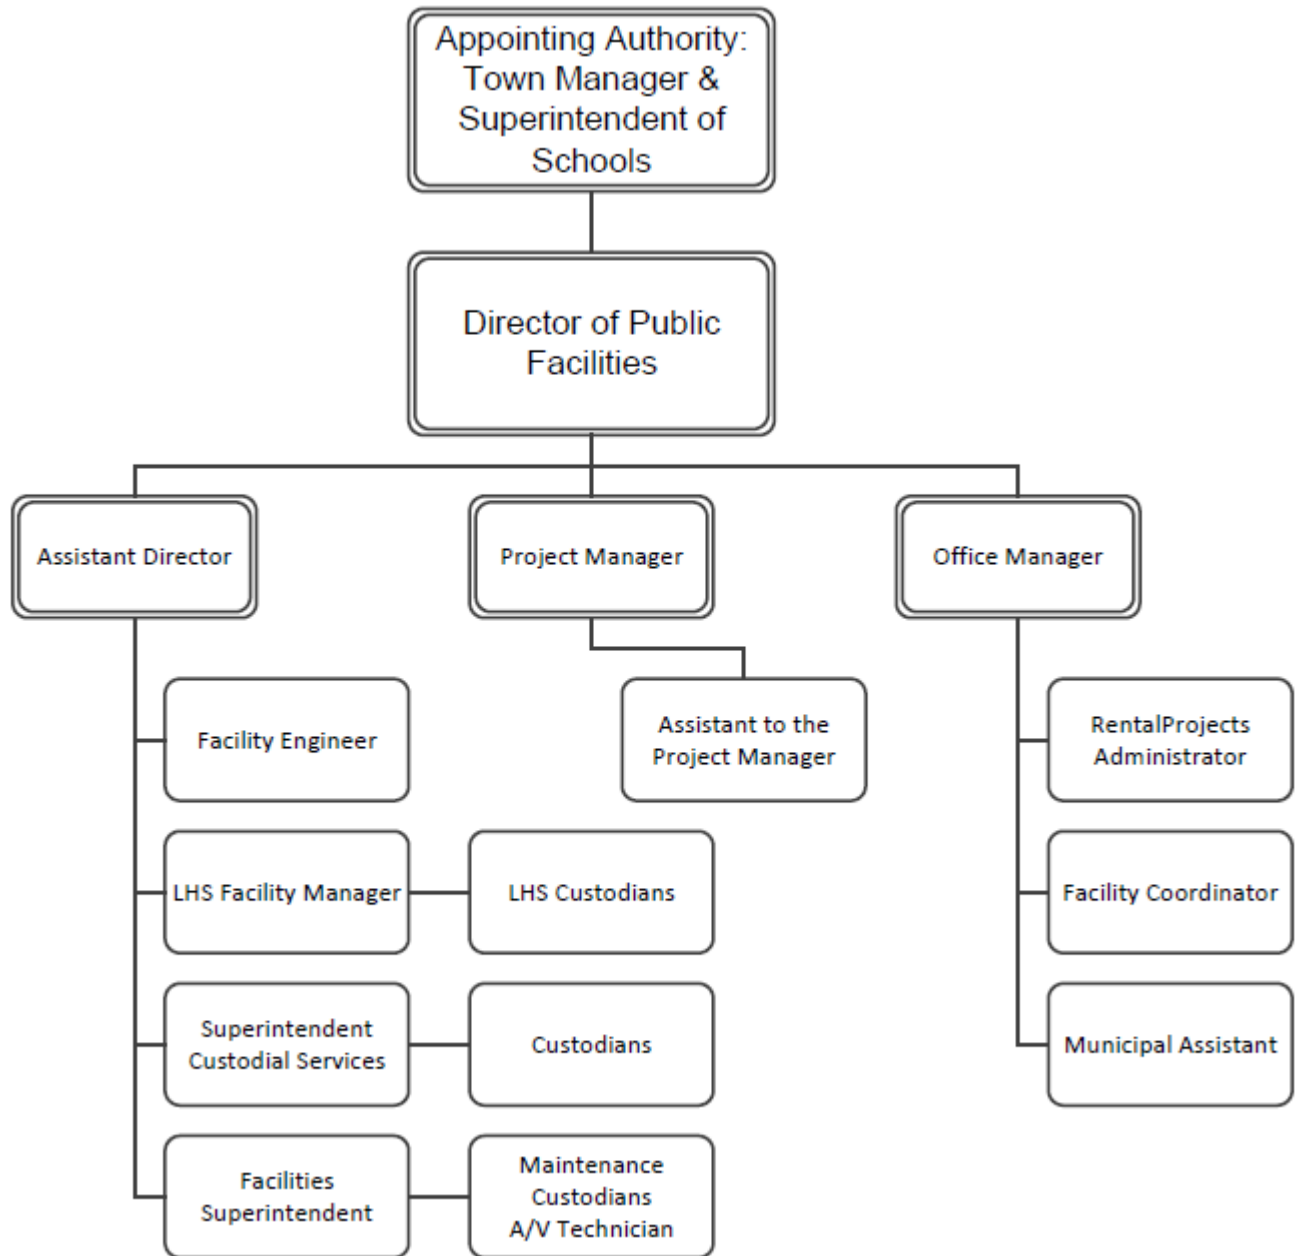 Appointing Authority:
Town Manager &
Superintendent of
Schools
Director of Public
Facilities
Assistant Director
Project Manager
Office Manager
Facility Engineer
Assistant to the
Project Manager
RentalProjects
Administrator
LHS Facility Manager
LHS Custodians
Facility Coordinator
Superintendent
Custodial Services
Custodians
Municipal Assistant
Facilities
Superintendent
Maintenance
Custodians
A/V Technician